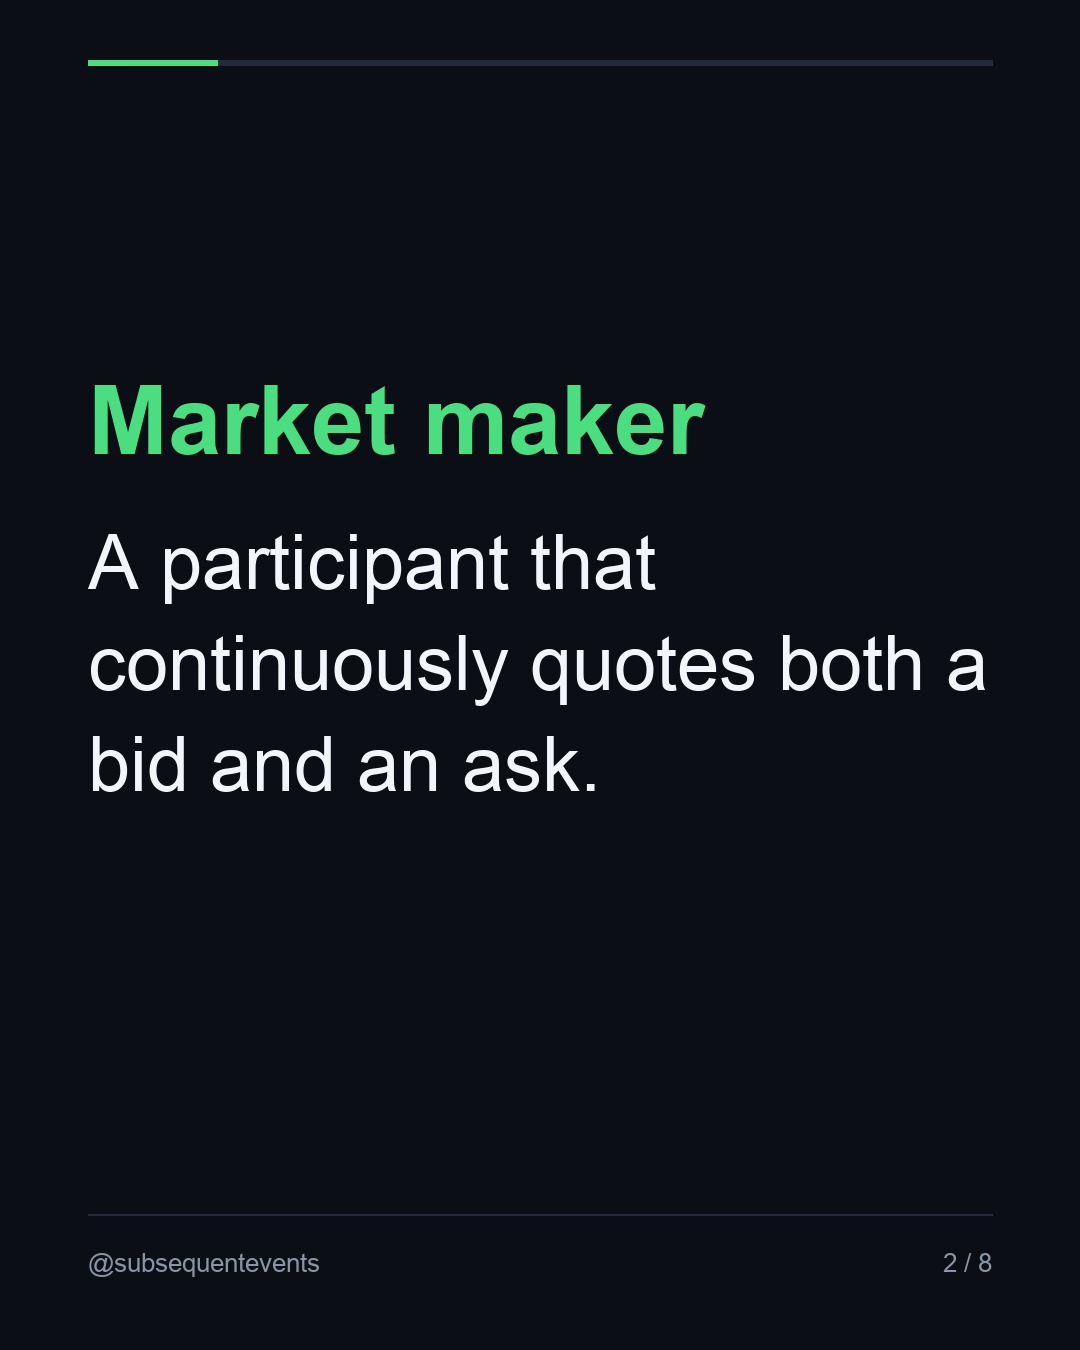 Market maker
A participant that
continuously quotes both a
bid and an ask.
@subsequentevents
2 / 8